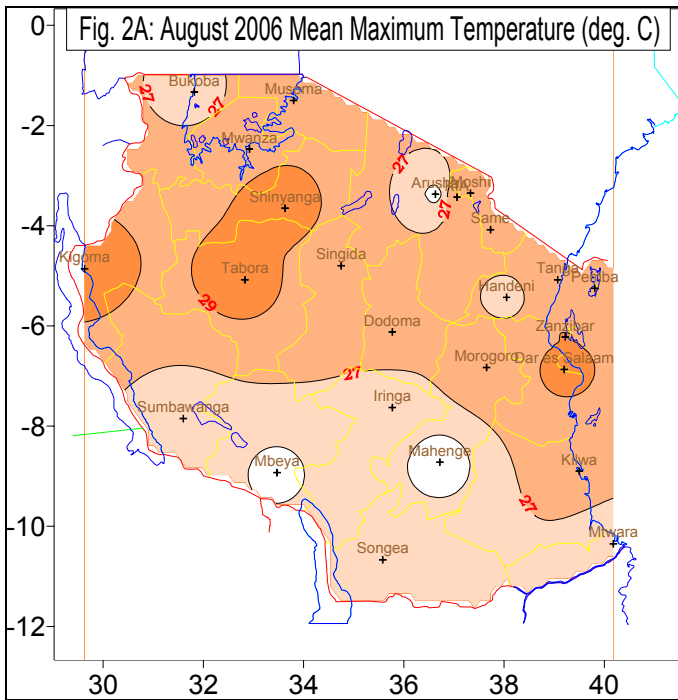 Fig. 2A: August 2006 Mean Maximum Temperature (deg. C)
0
Bukoba
27
27
Musoma
-2
Mwanza
27
Arusha
Moshi
27
Shinyanga
-4
Same
Kigoma
Tabora
Singida
Handeni
Tanga
Pemba
29
-6
Dodoma
Zanzibar
Morogoro
Dar es Salaam
27
Sumbawanga
Iringa
-8
Mbeya
Mahenge
Kilwa
27
-10
Mtwara
Songea
-12
30
32
34
36
38
40